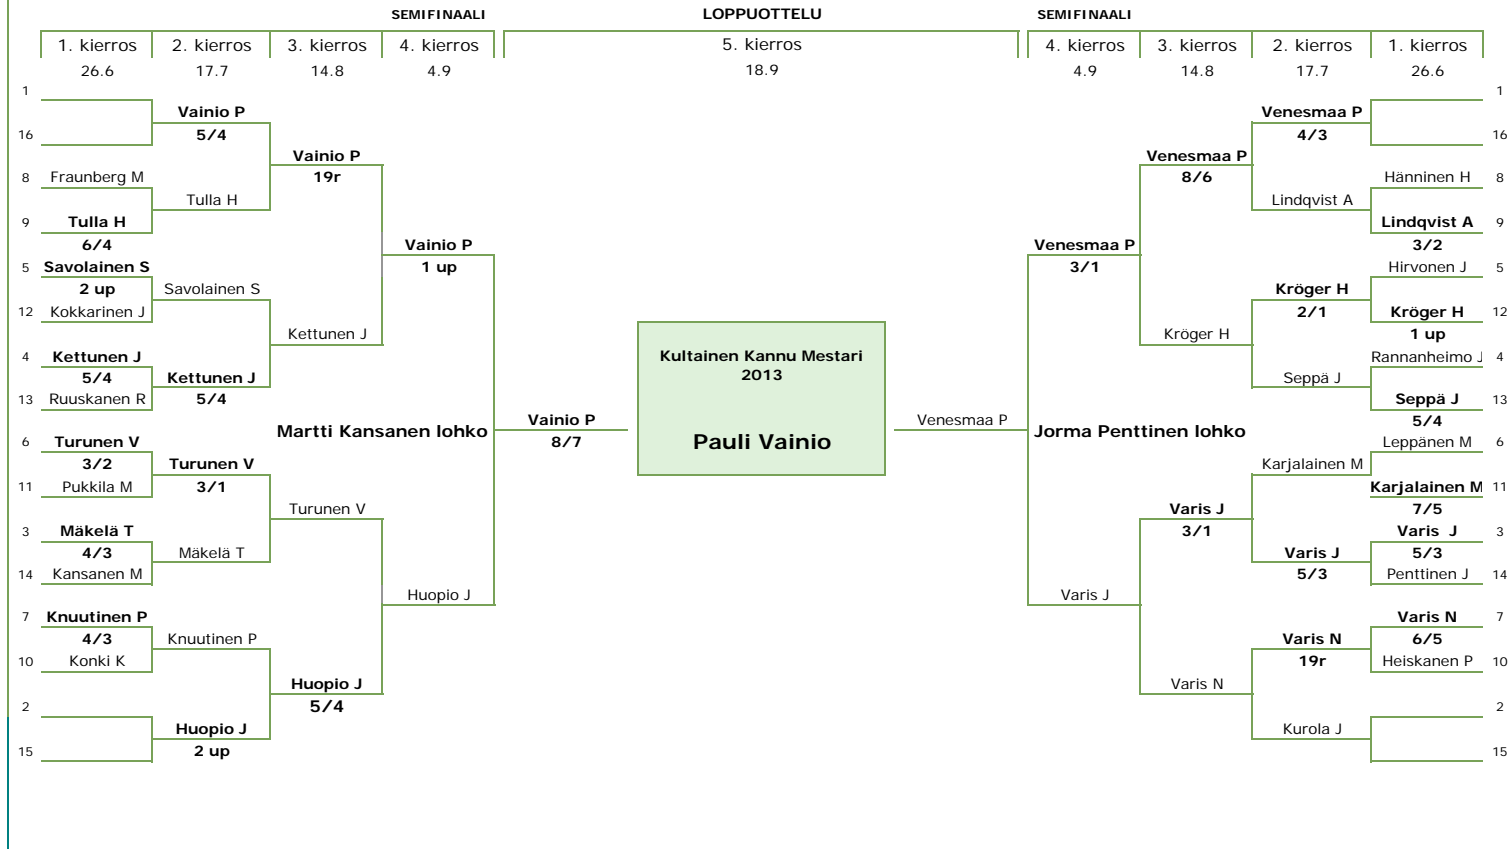 SEMIFINAALI LOPPUOTTELU SEMIFINAALI
1. kierros 2. kierros 3. kierros 4. kierros 5. kierros 4. kierros 3. kierros 2. kierros 1. kierros
26.6 17.7 14.8 4.9 18.9 4.9 14.8 17.7 26.6
1 1
Vainio P Venesmaa P
16 5/4 4/3 16
Vainio P Venesmaa P
8 Fraunberg M 19r 8/6 Hänninen H 8
Tulla H Lindqvist A
9 Tulla H Lindqvist A 9
6/4 Vainio P Venesmaa P 3/2
5 Savolainen S 1 up 3/1 Hirvonen J 5
2 up Savolainen S Kröger H
12 Kokkarinen J 2/1 Kröger H 12
Kettunen J Kröger H 1 up
4 Kettunen J Kultainen Kannu Mestari Rannanheimo J 4
5/4 Kettunen J 2013 Seppä J
13 Ruuskanen R 5/4 Seppä J 13
Vainio P Venesmaa P 5/4
Martti Kansanen lohko 8/7 Pauli Vainio Jorma Penttinen lohko
6 Turunen V Leppänen M 6
3/2 Turunen V Karjalainen M
11 Pukkila M 3/1 Karjalainen M 11
Turunen V Varis J 7/5
3 Mäkelä T 3/1 Varis J 3
4/3 Mäkelä T Varis J 5/3
14 Kansanen M 5/3 Penttinen J 14
Huopio J Varis J
7 Knuutinen P Varis N 7
4/3 Knuutinen P Varis N 6/5
10 Konki K 19r Heiskanen P 10
Huopio J Varis N
2 5/4 2
Huopio J Kurola J
15 2 up 15